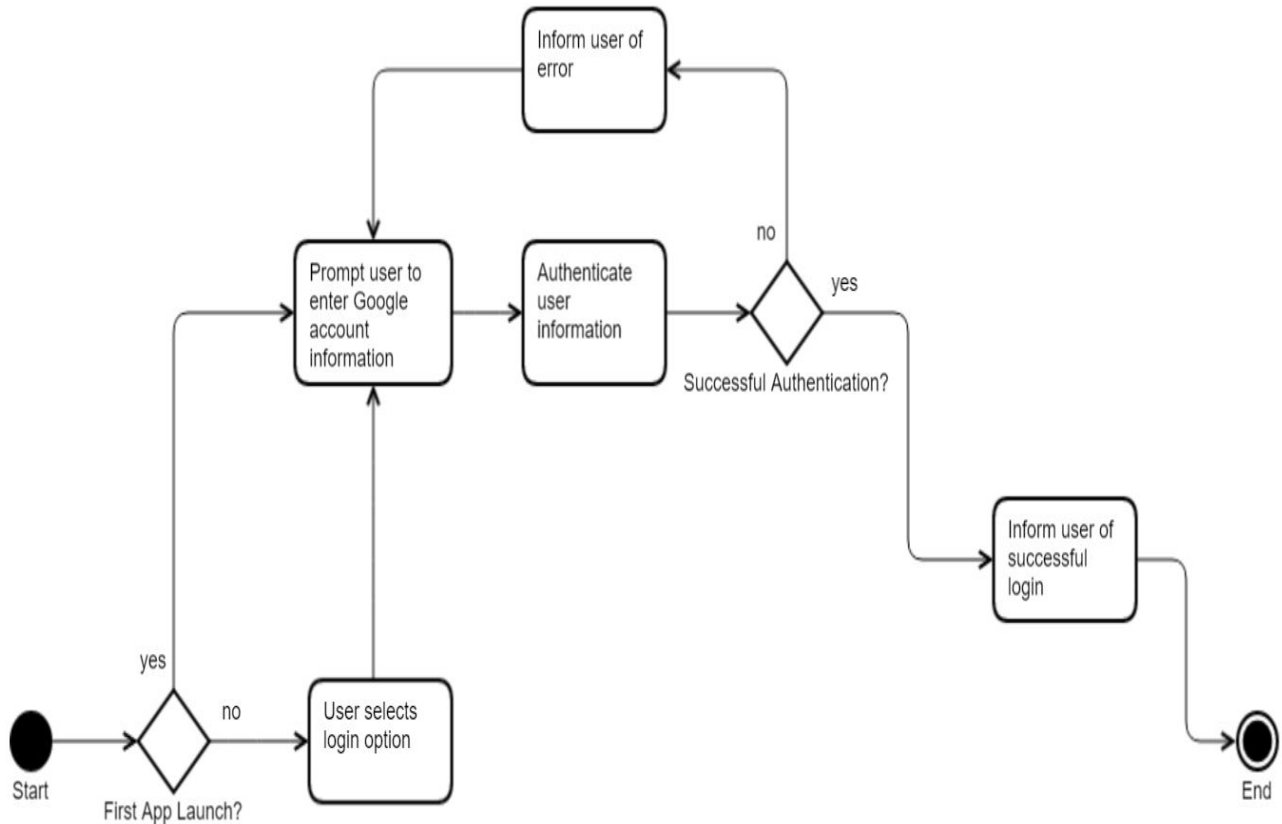 Inform user of
error
no
yes
Prompt user to
enter Google
account
information
Authenticate
user
information
Successful Authentication?
Inform user of
successful
login
yes
no
User selects
login option
Start
First App Launch?
End